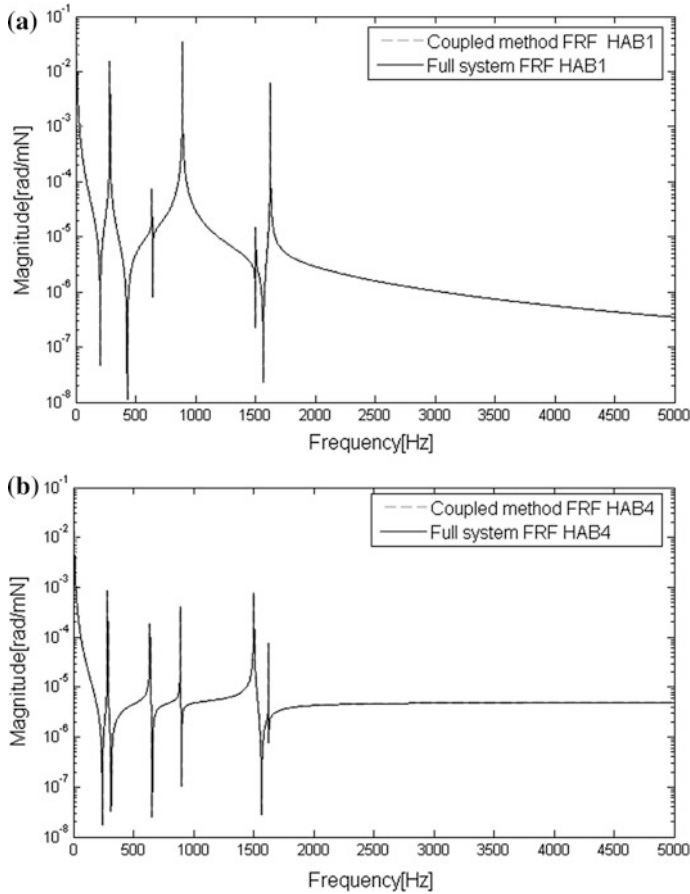 (a)
10^-1
10^-2
10^-3
10^-4
10^-5
10^-6
10^-7
10^-8
Magnitude[rad/mN]
Coupled method FRF HAB1
Full system FRF HAB1
0 500 1000 1500 2000 2500 3000 3500 4000 4500 5000
Frequency[Hz]
(b)
10^-1
10^-2
10^-3
10^-4
10^-5
10^-6
10^-7
10^-8
Magnitude[rad/mN]
Coupled method FRF HAB4
Full system FRF HAB4
0 500 1000 1500 2000 2500 3000 3500 4000 4500 5000
Frequency[Hz]